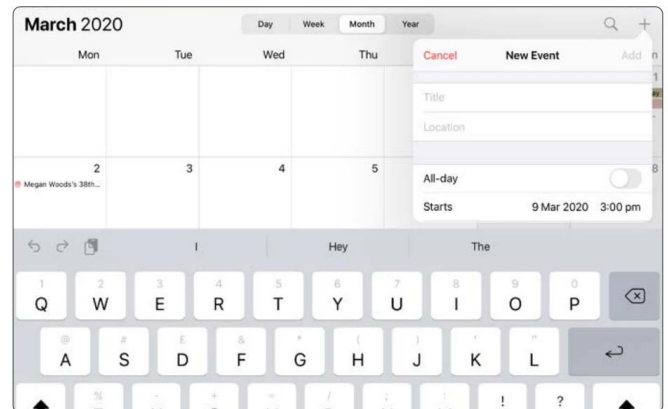 March 2020
Day Week Month Year
Mon Tue Wed Thu
Cancel New Event Add n
1
Title
Location
2 3 4 5 8
Megan Woods's 38th...
All-day
Starts 9 Mar 2020 3:00 pm
I Hey The
1 2 3 4 5 6 7 8 9 0
Q W E R T Y U I O P
@ # £ & * ( ) ' "
A S D F G H J K L
% - + = / ; : ! ?